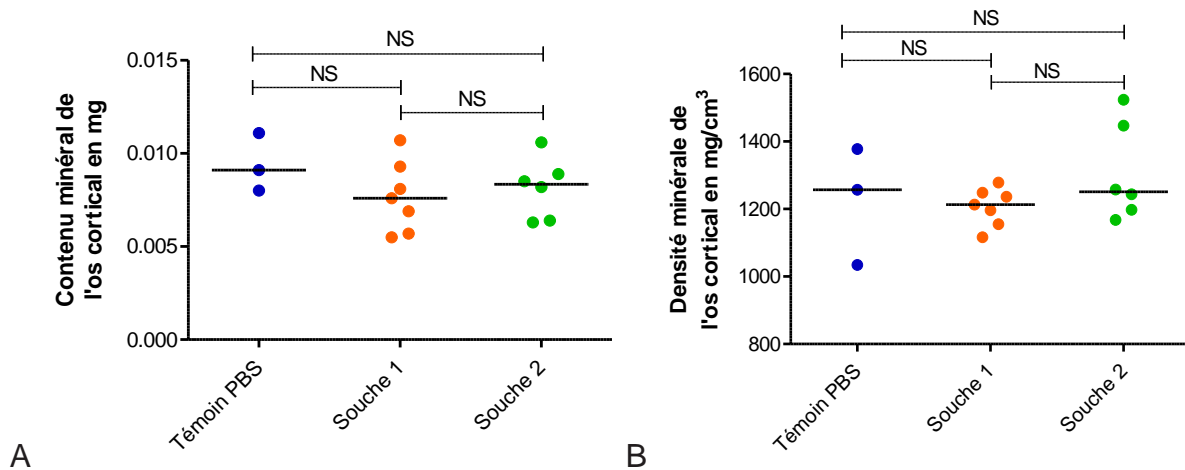 NS
NS
NS
0.015
0.010
0.005
0.000
Contenu minéral de
l'os cortical en mg
Témoin PBS
Souche 1
Souche 2
A
NS
NS
NS
1600
1400
1200
1000
800
Densité minérale de
l'os cortical en mg/cm³
Témoin PBS
Souche 1
Souche 2
B